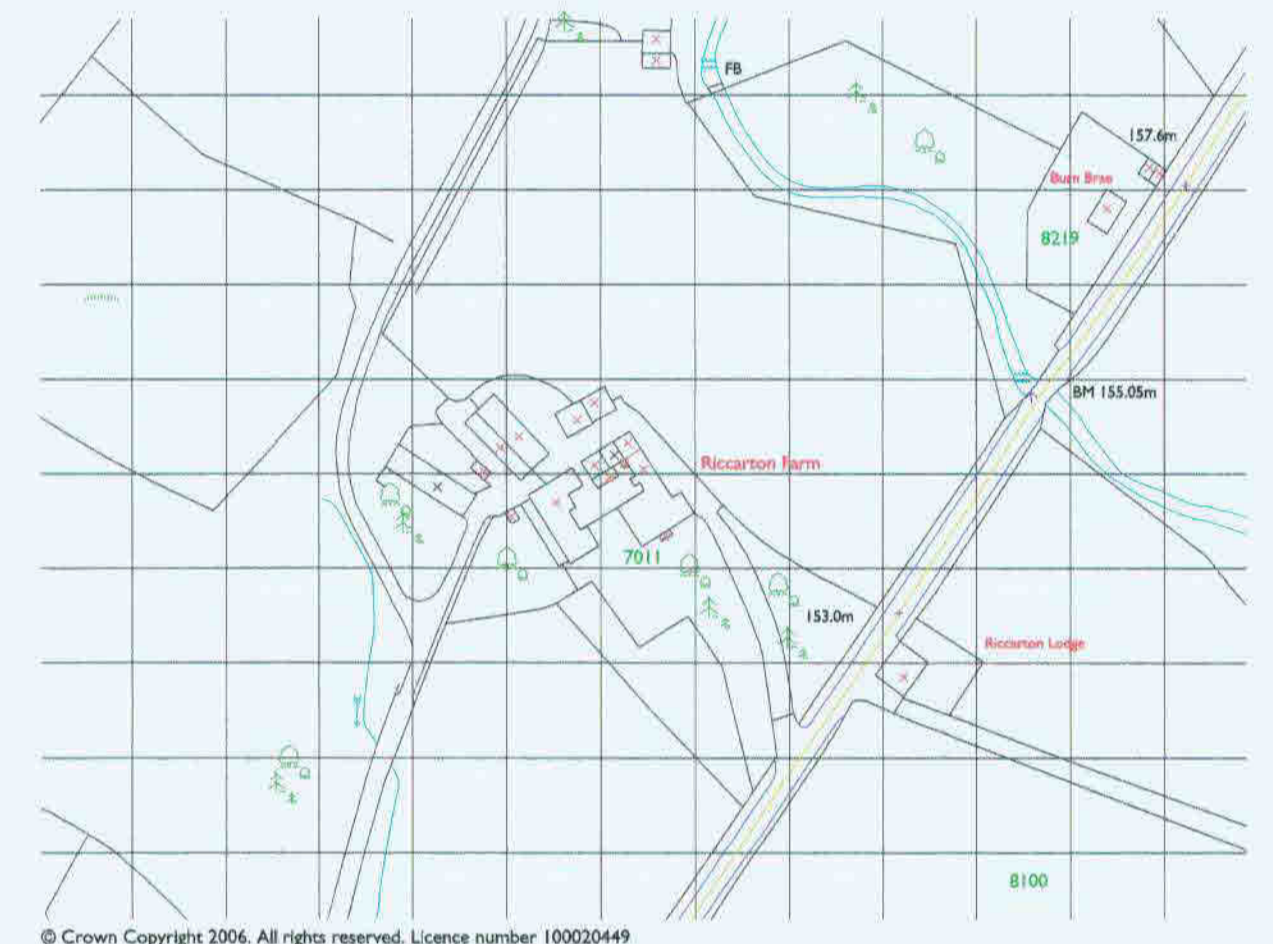 FB
157.6m
Burn Brae
8219
BM 155.05m
Riccarton Farm
7011
153.0m
Riccarton Lodge
8100
© Crown Copyright 2006. All rights reserved. Licence number 100020449